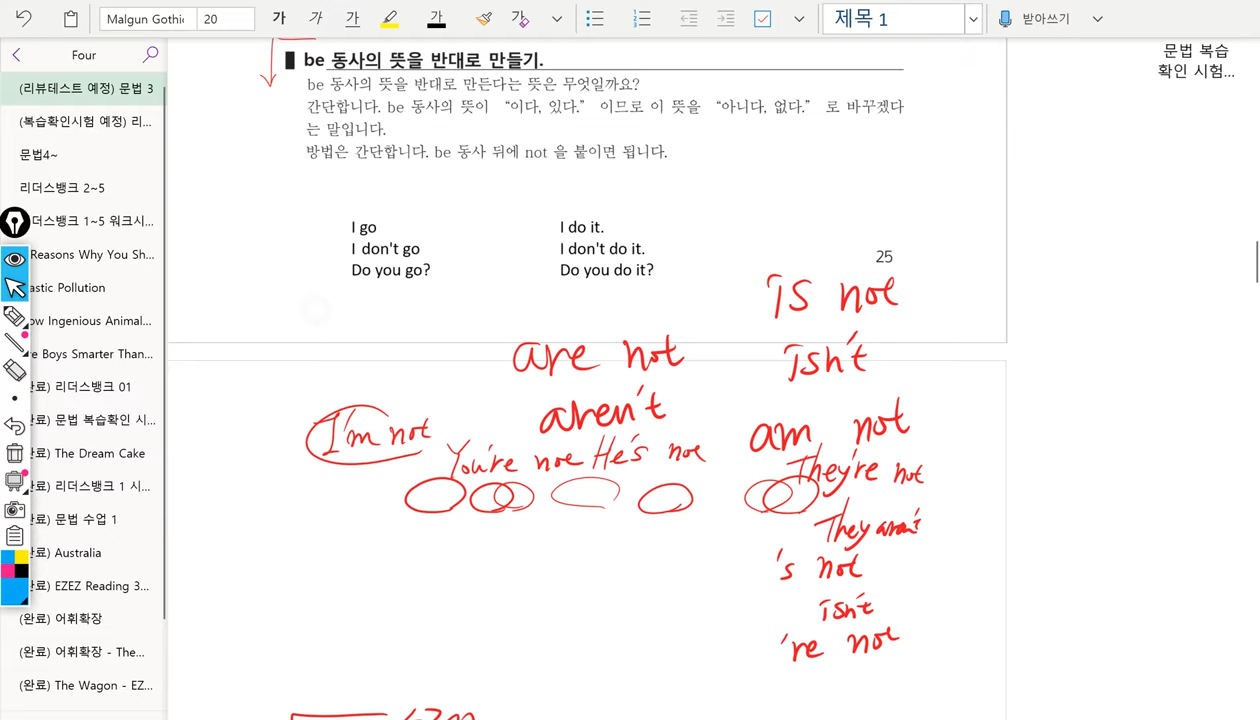 Malgun Gothic 20 가 가 가 가 가 제목 1 받아쓰기
Four
(리뷰테스트 예정) 문법 3
(복습확인시험 예정) 리...
문법4~
리더스뱅크 2~5
더스뱅크 1~5 워크시...
Reasons Why You Sh...
astic Pollution
ow Ingenious Animal...
re Boys Smarter Than...
완료) 리더스뱅크 01
완료) 문법 복습확인 시...
완료) The Dream Cake
완료) 리더스뱅크 1 시...
완료) 문법 수업 1
완료) Australia
완료) EZEZ Reading 3...
(완료) 어휘확장
(완료) 어휘확장 - The...
(완료) The Wagon - EZ...
문법 복습
확인 시험...
be 동사의 뜻을 반대로 만들기.
be 동사의 뜻을 반대로 만든다는 뜻은 무엇일까요?
간단합니다. be 동사의 뜻이 “이다, 있다.” 이므로 이 뜻을 “아니다, 없다.” 로 바꾸겠다
는 말입니다.
방법은 간단합니다. be 동사 뒤에 not 을 붙이면 됩니다.
I go
I don't go
Do you go?
I do it.
I don't do it.
Do you do it?
25
is not
isn't
are not
aren't
am not
I'm not
You're not He's not
They're not
They aren't
's not
isn't
're not